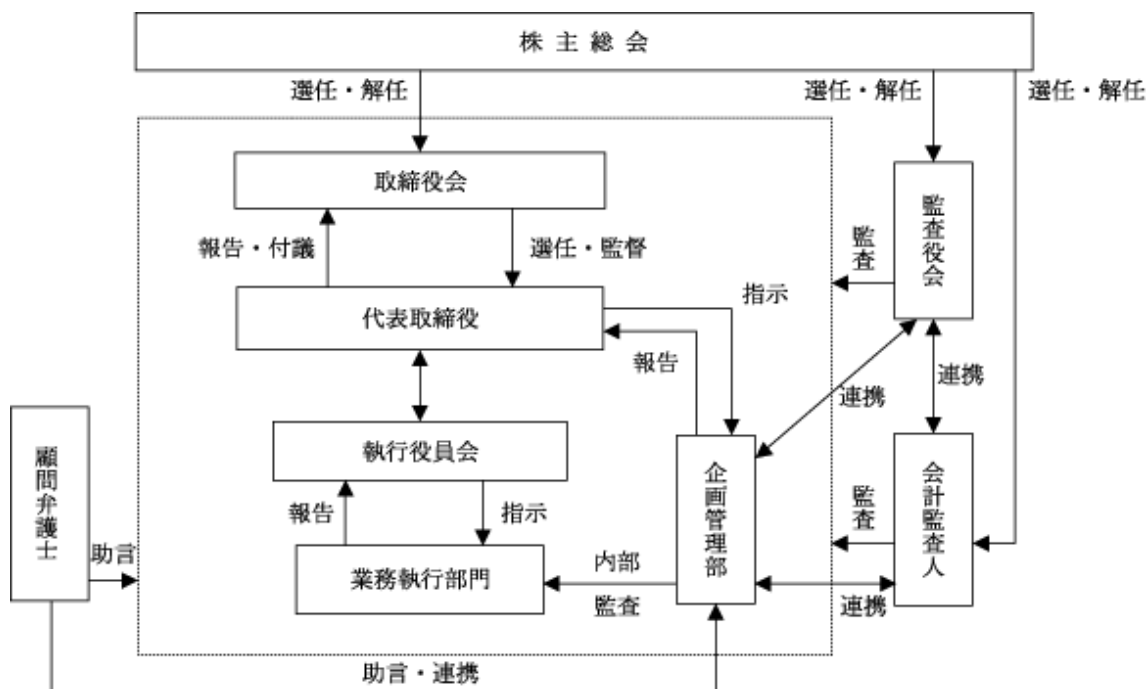 株主総会
選任・解任
選任・解任
選任・解任
取締役会
監査役会
報告・付議
選任・監督
監査
代表取締役
指示
報告
連携
連携
顧問弁護士
執行役員会
企画管理部
会計監査人
報告
指示
監査
助言
業務執行部門
内部
監査
連携
助言・連携